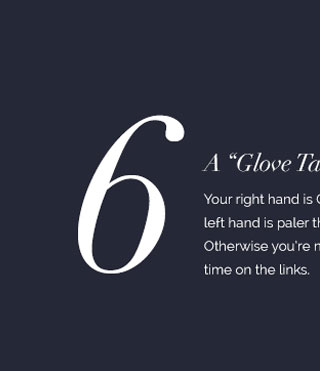 6
A “Glove Ta
Your right hand is
left hand is paler th
Otherwise you're n
time on the links.